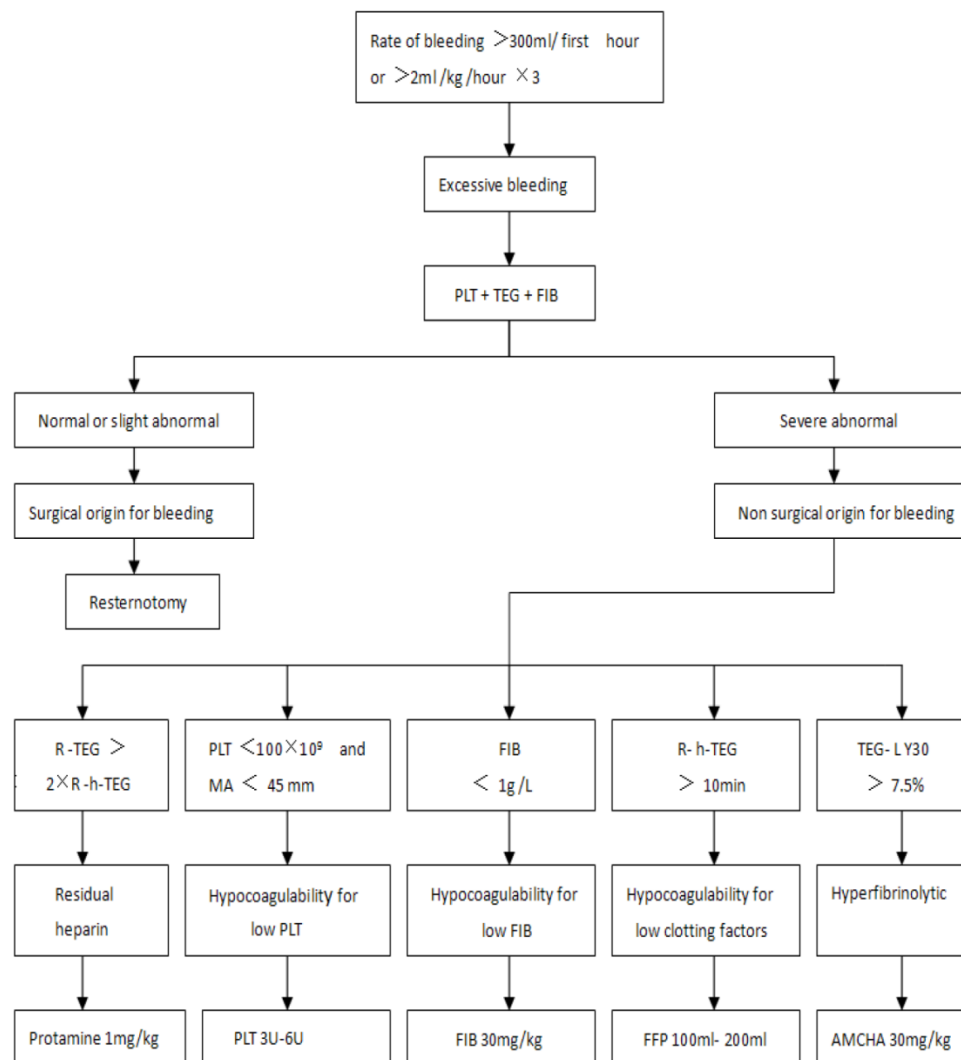 Rate of bleeding >300ml/ first hour
or >2ml/kg/hour ×3
Excessive bleeding
PLT + TEG + FIB
Normal or slight abnormal
Severe abnormal
Surgical origin for bleeding
Non surgical origin for bleeding
Resternotomy
R-TEG >
2×R-h-TEG
PLT <100×10⁹ and
MA < 45 mm
FIB
< 1g/L
R- h-TEG
> 10min
TEG- LY30
> 7.5%
Residual
heparin
Hypocoagulability for
low PLT
Hypocoagulability for
low FIB
Hypocoagulability for
low clotting factors
Hyperfibrinolytic
Protamine 1mg/kg
PLT 3U-6U
FIB 30mg/kg
FFP 100ml- 200ml
AMCHA 30mg/kg